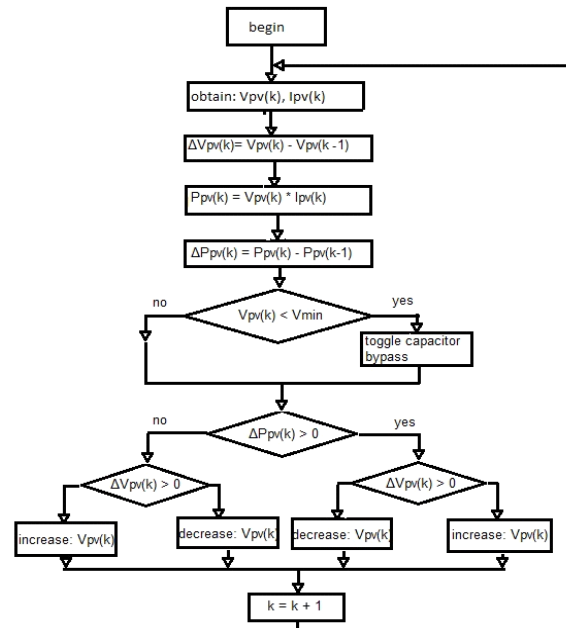 begin
obtain: Vpv(k), Ipv(k)
ΔVpv(k)= Vpv(k) - Vpv(k -1)
Ppv(k) = Vpv(k) * Ipv(k)
ΔPpv(k) = Ppv(k) - Ppv(k-1)
no
yes
Vpv(k) < Vmin
toggle capacitor
bypass
no
yes
ΔPpv(k) > 0
ΔVpv(k) > 0
ΔVpv(k) > 0
increase: Vpv(k)
decrease: Vpv(k)
decrease: Vpv(k)
increase: Vpv(k)
k = k + 1